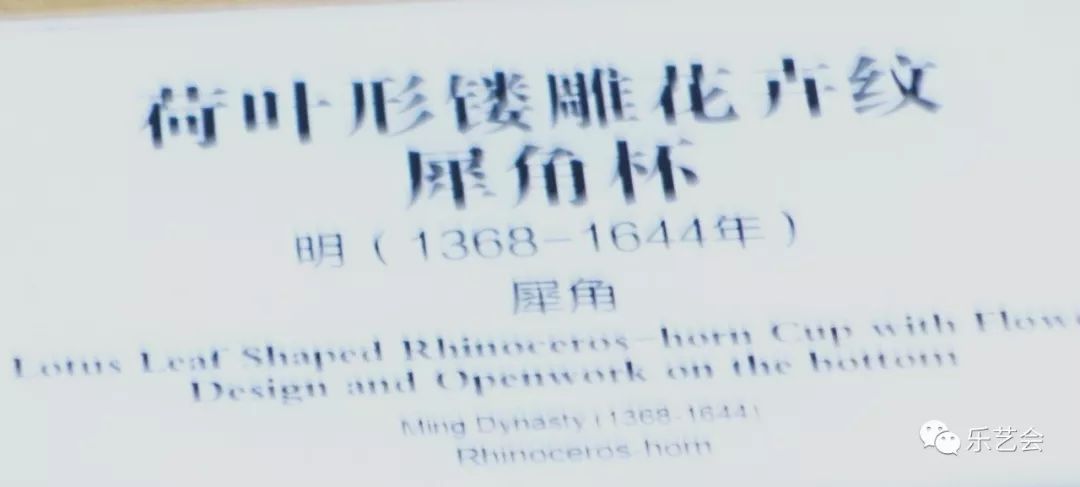 荷叶形镂雕花卉纹
犀角杯
明（1368-1644年）
犀角
Lotus Leaf Shaped Rhinoceros-horn Cup with Flow
Design and Openwork on the bottom
Ming Dynasty (1368-1644)
Rhinoceros-horn
乐艺会